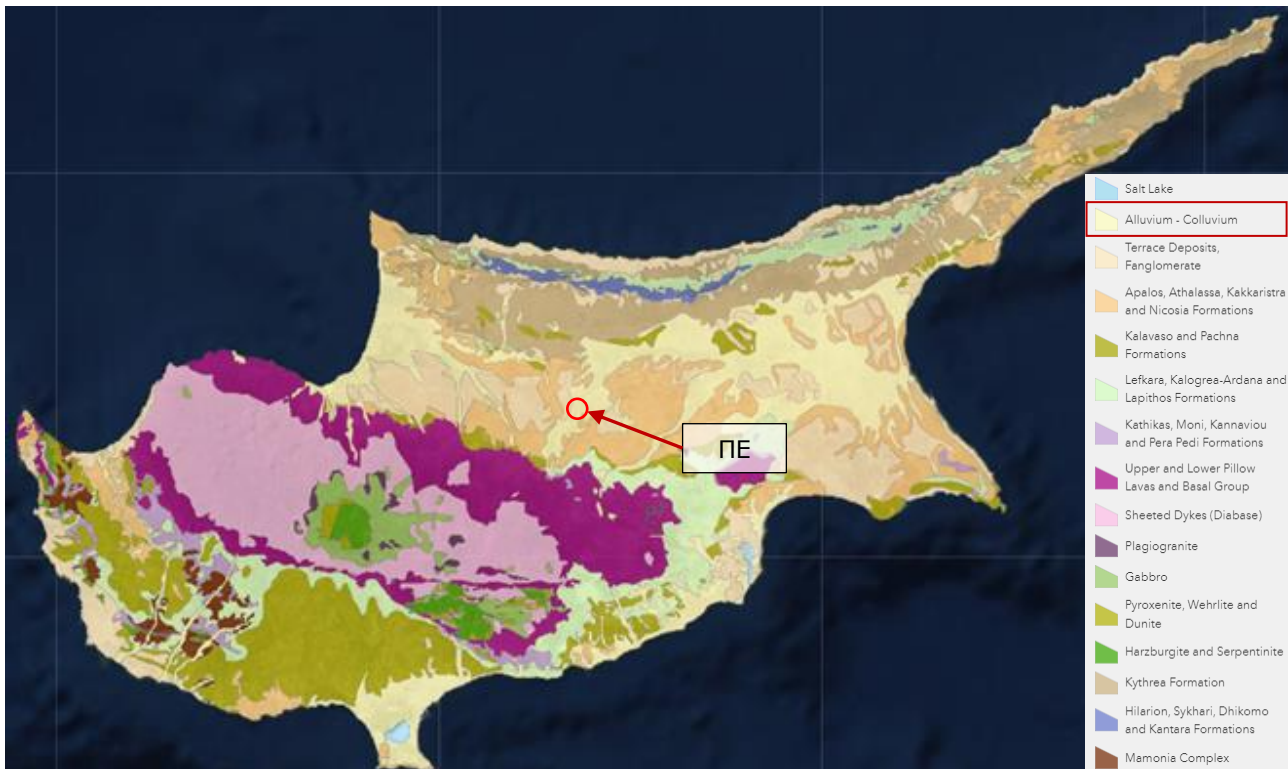 ΠΕ
Salt Lake
Alluvium - Colluvium
Terrace Deposits,
Fanglomerate
Apalos, Athalassa, Kakkaristra
and Nicosia Formations
Kalavaso and Pachna
Formations
Lefkara, Kalogrea-Ardana and
Lapithos Formations
Kathikas, Moni, Kannaviou
and Pera Pedi Formations
Upper and Lower Pillow
Lavas and Basal Group
Sheeted Dykes (Diabase)
Plagiogranite
Gabbro
Pyroxenite, Wehrlite and
Dunite
Harzburgite and Serpentinite
Kythrea Formation
Hilarion, Sykhari, Dhikomo
and Kantara Formations
Mamonia Complex